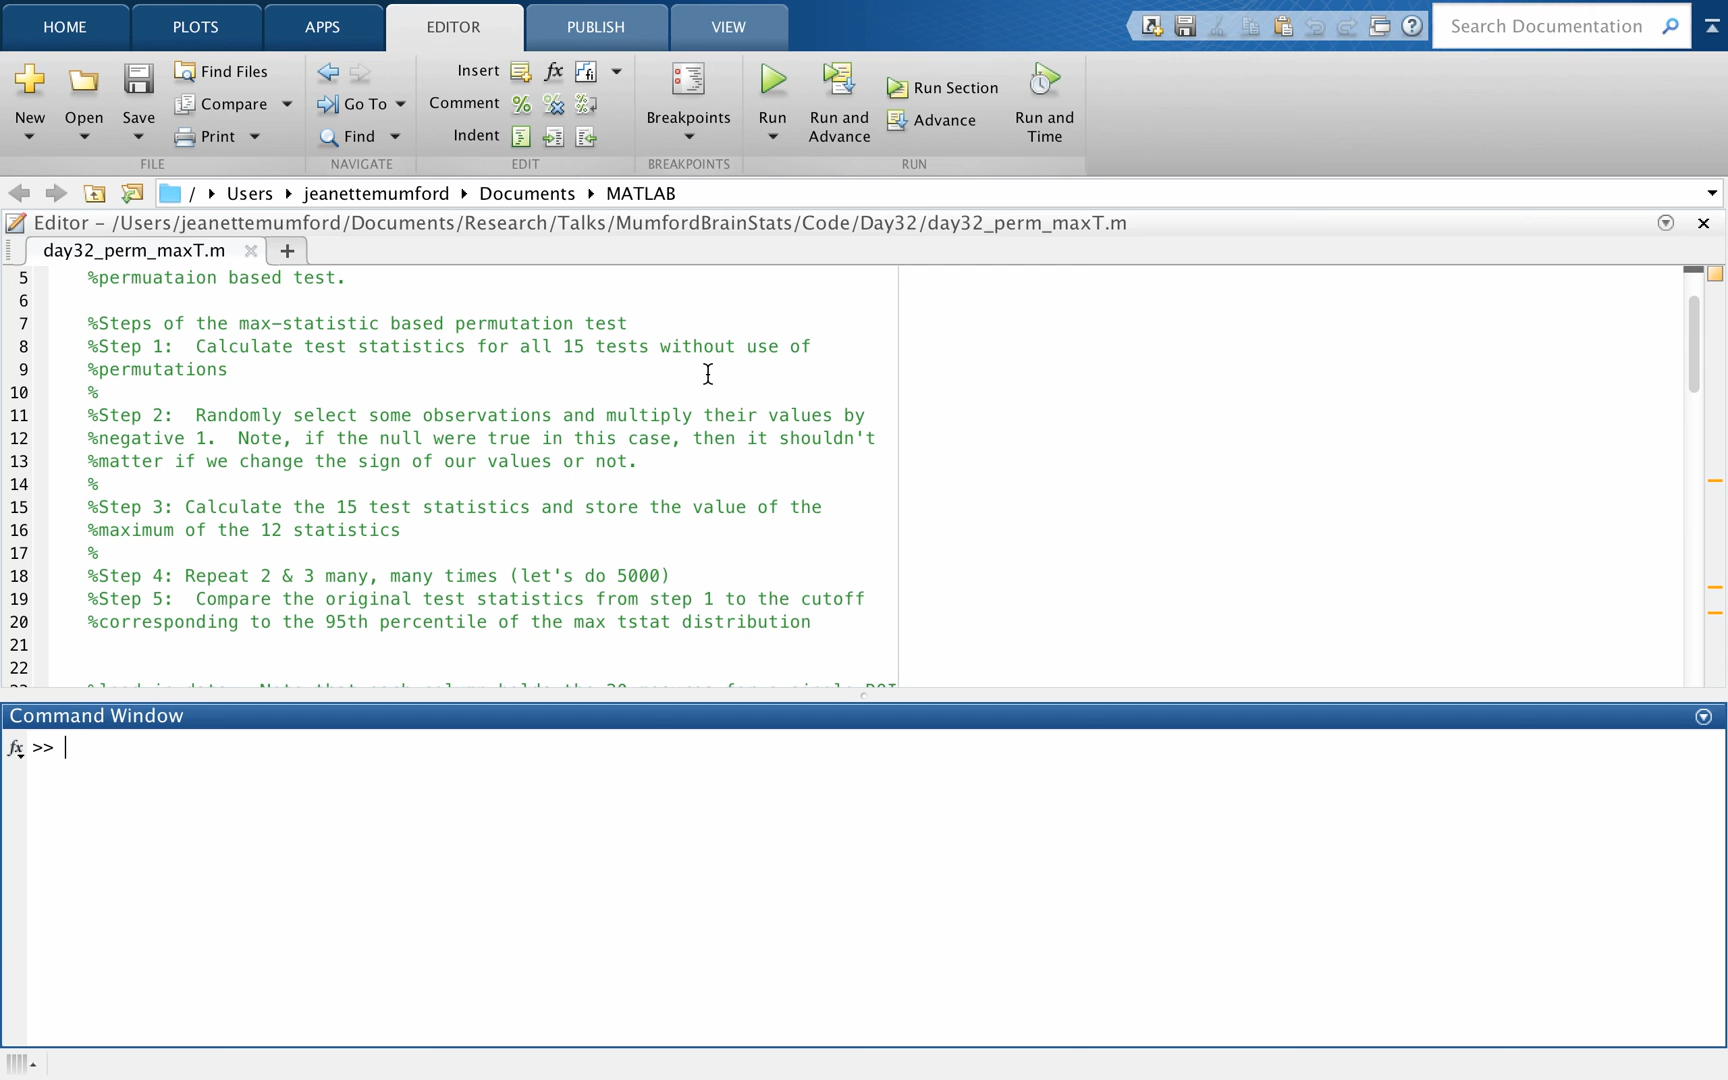 HOME PLOTS APPS EDITOR PUBLISH VIEW
Search Documentation
New Open Save
Find Files
Compare
Print
FILE
Go To
Find
NAVIGATE
Insert fx
Comment
Indent
EDIT
Breakpoints
BREAKPOINTS
Run
Run and
Advance
Run Section
Advance
Run and
Time
RUN
/ Users jeanettemumford Documents MATLAB
Editor – /Users/jeanettemumford/Documents/Research/Talks/MumfordBrainStats/Code/Day32/day32_perm_maxT.m
day32_perm_maxT.m
5 %permuataion based test.
6
7 %Steps of the max-statistic based permutation test
8 %Step 1:  Calculate test statistics for all 15 tests without use of
9 %permutations
10 %
11 %Step 2:  Randomly select some observations and multiply their values by
12 %negative 1.  Note, if the null were true in this case, then it shouldn't
13 %matter if we change the sign of our values or not.
14 %
15 %Step 3: Calculate the 15 test statistics and store the value of the
16 %maximum of the 12 statistics
17 %
18 %Step 4: Repeat 2 & 3 many, many times (let's do 5000)
19 %Step 5:  Compare the original test statistics from step 1 to the cutoff
20 %corresponding to the 95th percentile of the max tstat distribution
21
22
Command Window
fx >>